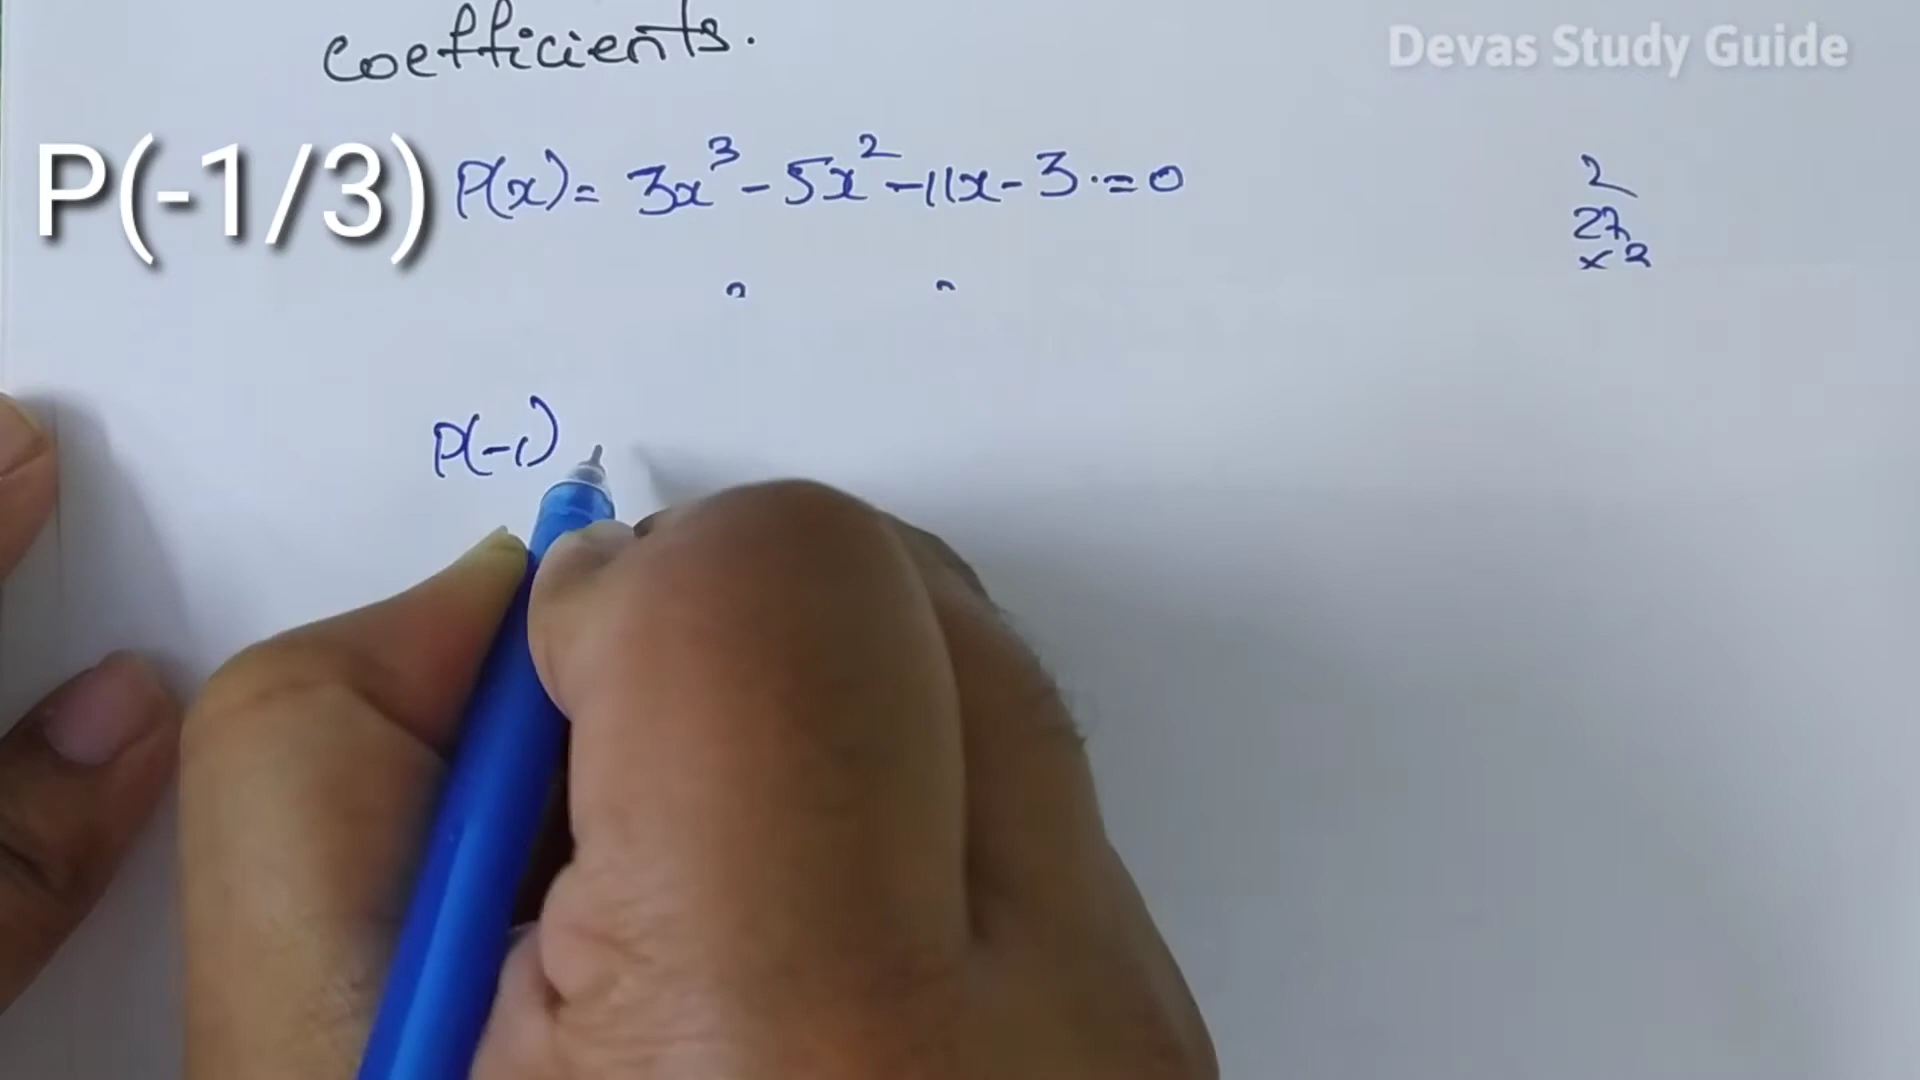 coefficients.
Devas Study Guide
P(-1/3)
P(x) = 3x³ - 5x² - 11x - 3 = 0
2
27
x 2
P(-1)